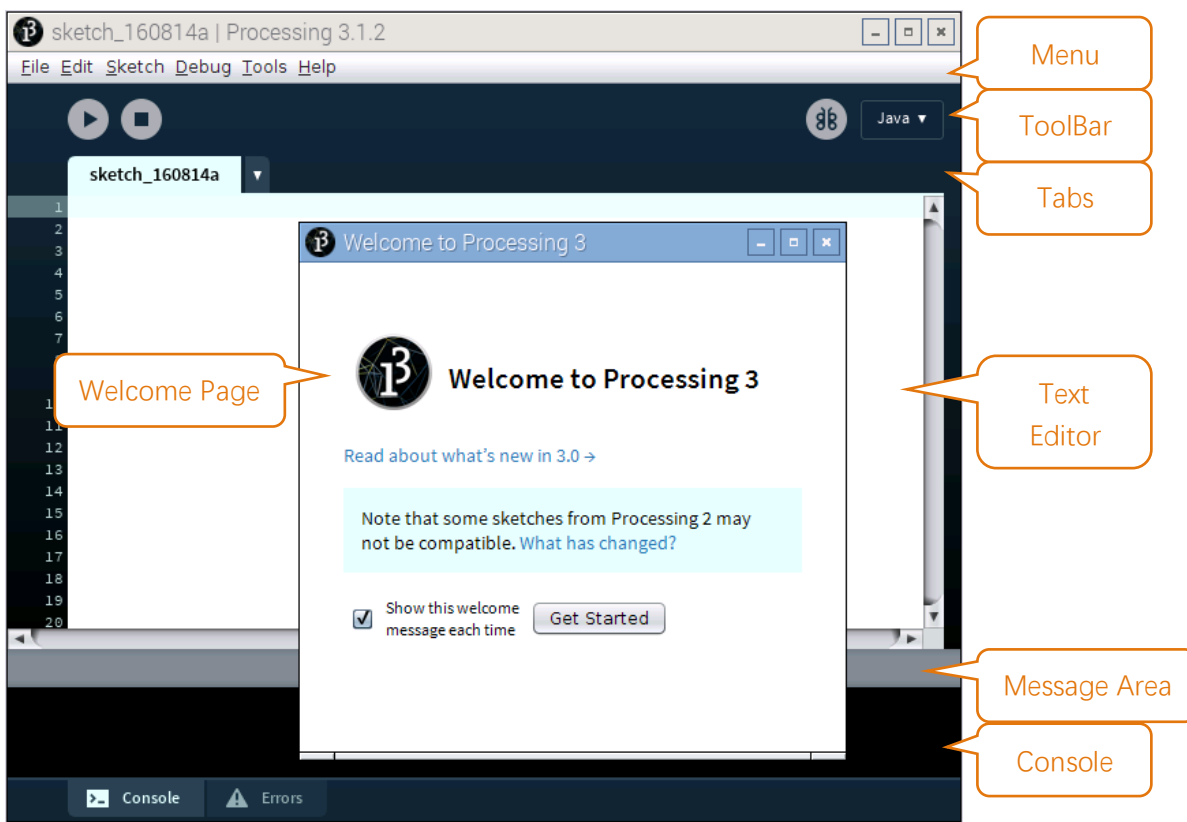 sketch_160814a | Processing 3.1.2
File Edit Sketch Debug Tools Help
Java
sketch_160814a
1
2
3
4
5
6
7
11
12
13
14
15
16
17
18
19
20
Welcome to Processing 3
Welcome to Processing 3
Read about what's new in 3.0 →
Note that some sketches from Processing 2 may
not be compatible. What has changed?
Show this welcome
message each time
Get Started
Console
Errors
Welcome Page
Menu
ToolBar
Tabs
Text
Editor
Message Area
Console